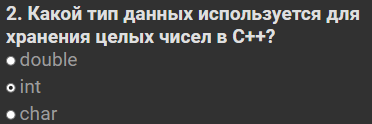 2. Какой тип данных используется для
хранения целых чисел в C++?
double
int
char